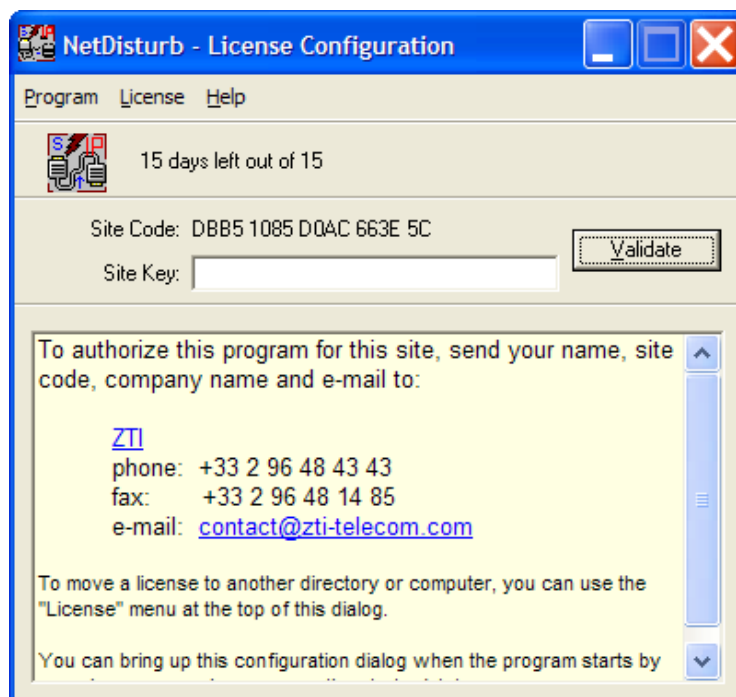 NetDisturb - License Configuration
Program License Help
15 days left out of 15
Site Code: DBB5 1085 D0AC 663E 5C
Site Key:
Validate
To authorize this program for this site, send your name, site
code, company name and e-mail to:
ZTI
phone: +33 2 96 48 43 43
fax: +33 2 96 48 14 85
e-mail: contact@zti-telecom.com
To move a license to another directory or computer, you can use the
"License" menu at the top of this dialog.
You can bring up this configuration dialog when the program starts by